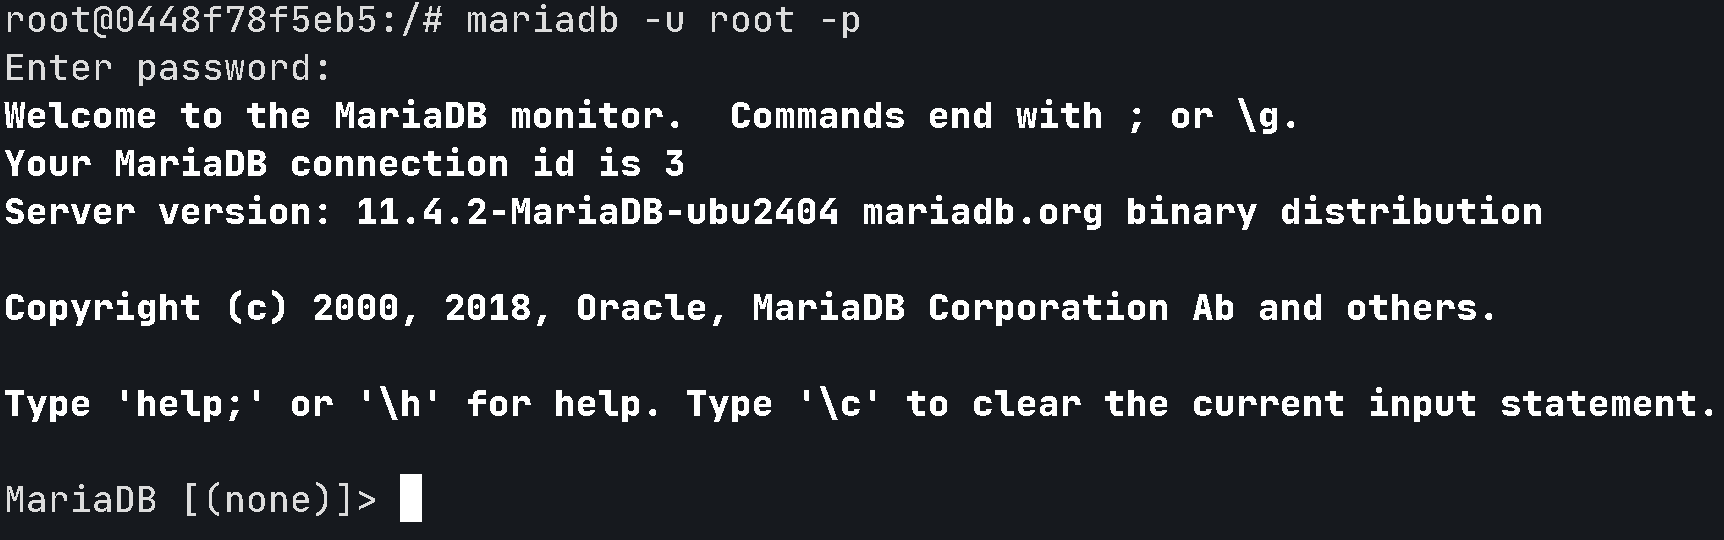 root@0448f78f5eb5:/# mariadb -u root -p
Enter password:
Welcome to the MariaDB monitor.  Commands end with ; or \g.
Your MariaDB connection id is 3
Server version: 11.4.2-MariaDB-ubu2404 mariadb.org binary distribution
Copyright (c) 2000, 2018, Oracle, MariaDB Corporation Ab and others.
Type 'help;' or '\h' for help. Type '\c' to clear the current input statement.
MariaDB [(none)]>